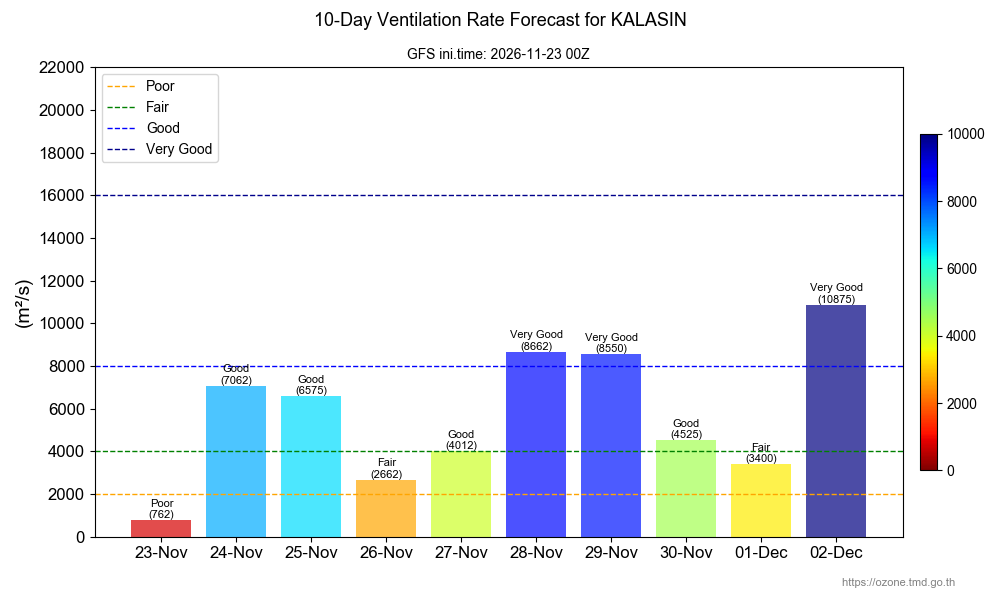 10-Day Ventilation Rate Forecast for KALASIN
GFS ini.time: 2026-11-23 00Z
(m²/s)
22000
20000
18000
16000
14000
12000
10000
8000
6000
4000
2000
0
Poor
Fair
Good
Very Good
Poor
(762)
Good
(7062)
Good
(6575)
Fair
(2662)
Good
(4012)
Very Good
(8662)
Very Good
(8550)
Good
(4525)
Fair
(3400)
Very Good
(10875)
23-Nov 24-Nov 25-Nov 26-Nov 27-Nov 28-Nov 29-Nov 30-Nov 01-Dec 02-Dec
10000
8000
6000
4000
2000
0
https://ozone.tmd.go.th